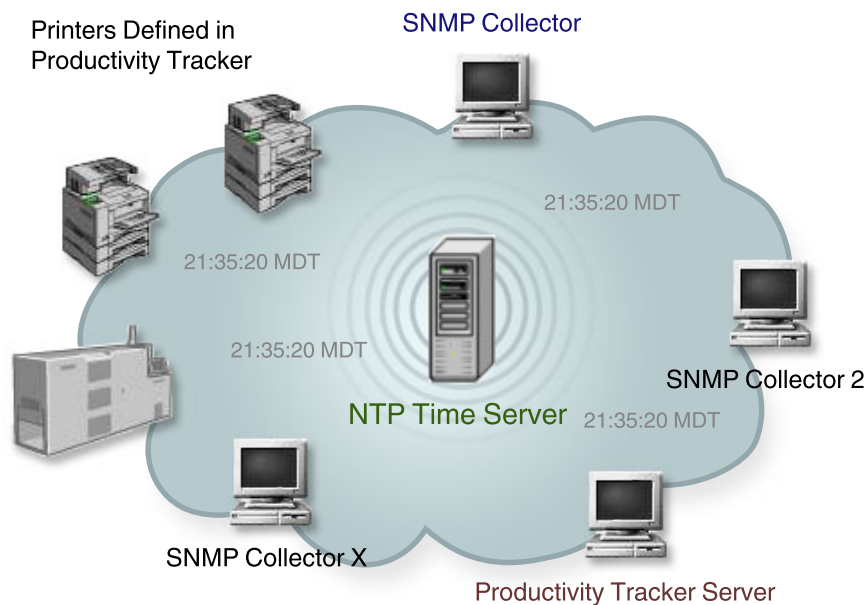 Printers Defined in
Productivity Tracker
SNMP Collector
21:35:20 MDT
21:35:20 MDT
21:35:20 MDT
SNMP Collector 2
NTP Time Server
21:35:20 MDT
SNMP Collector X
Productivity Tracker Server